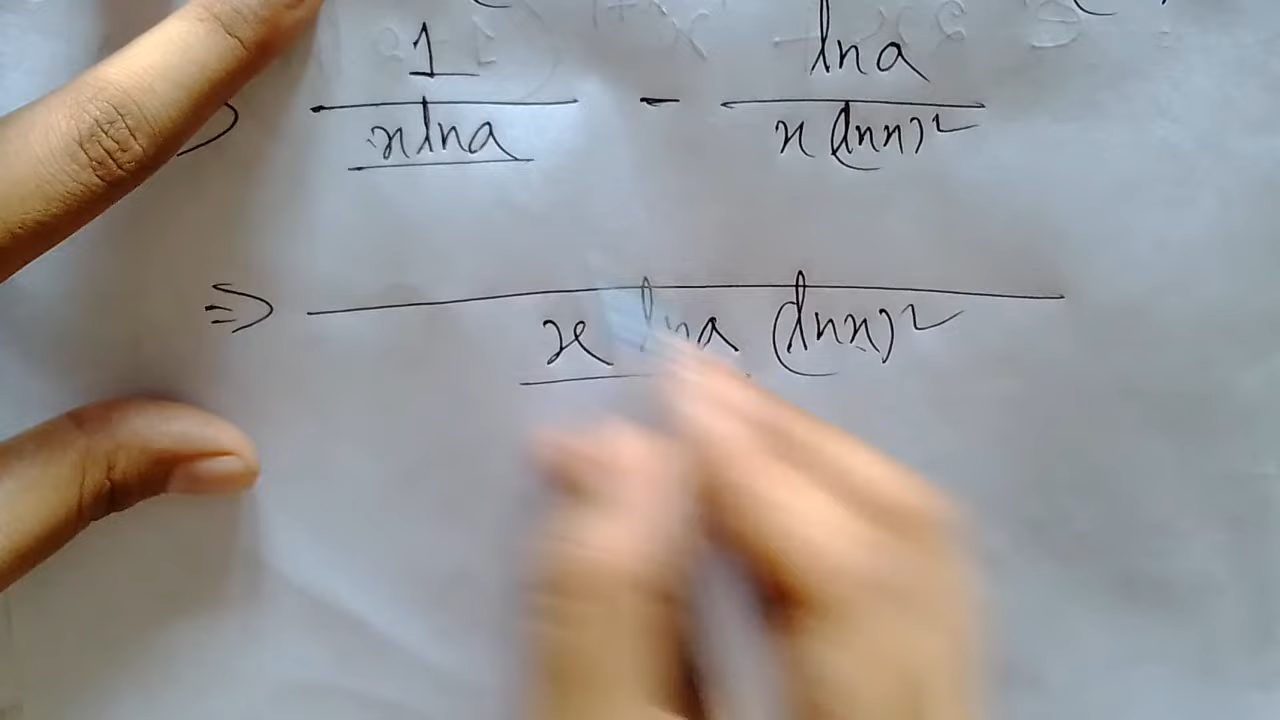 1 / (x ln a) - ln a / (x (ln x)²)
⇒ / (x ln a (ln x)²)